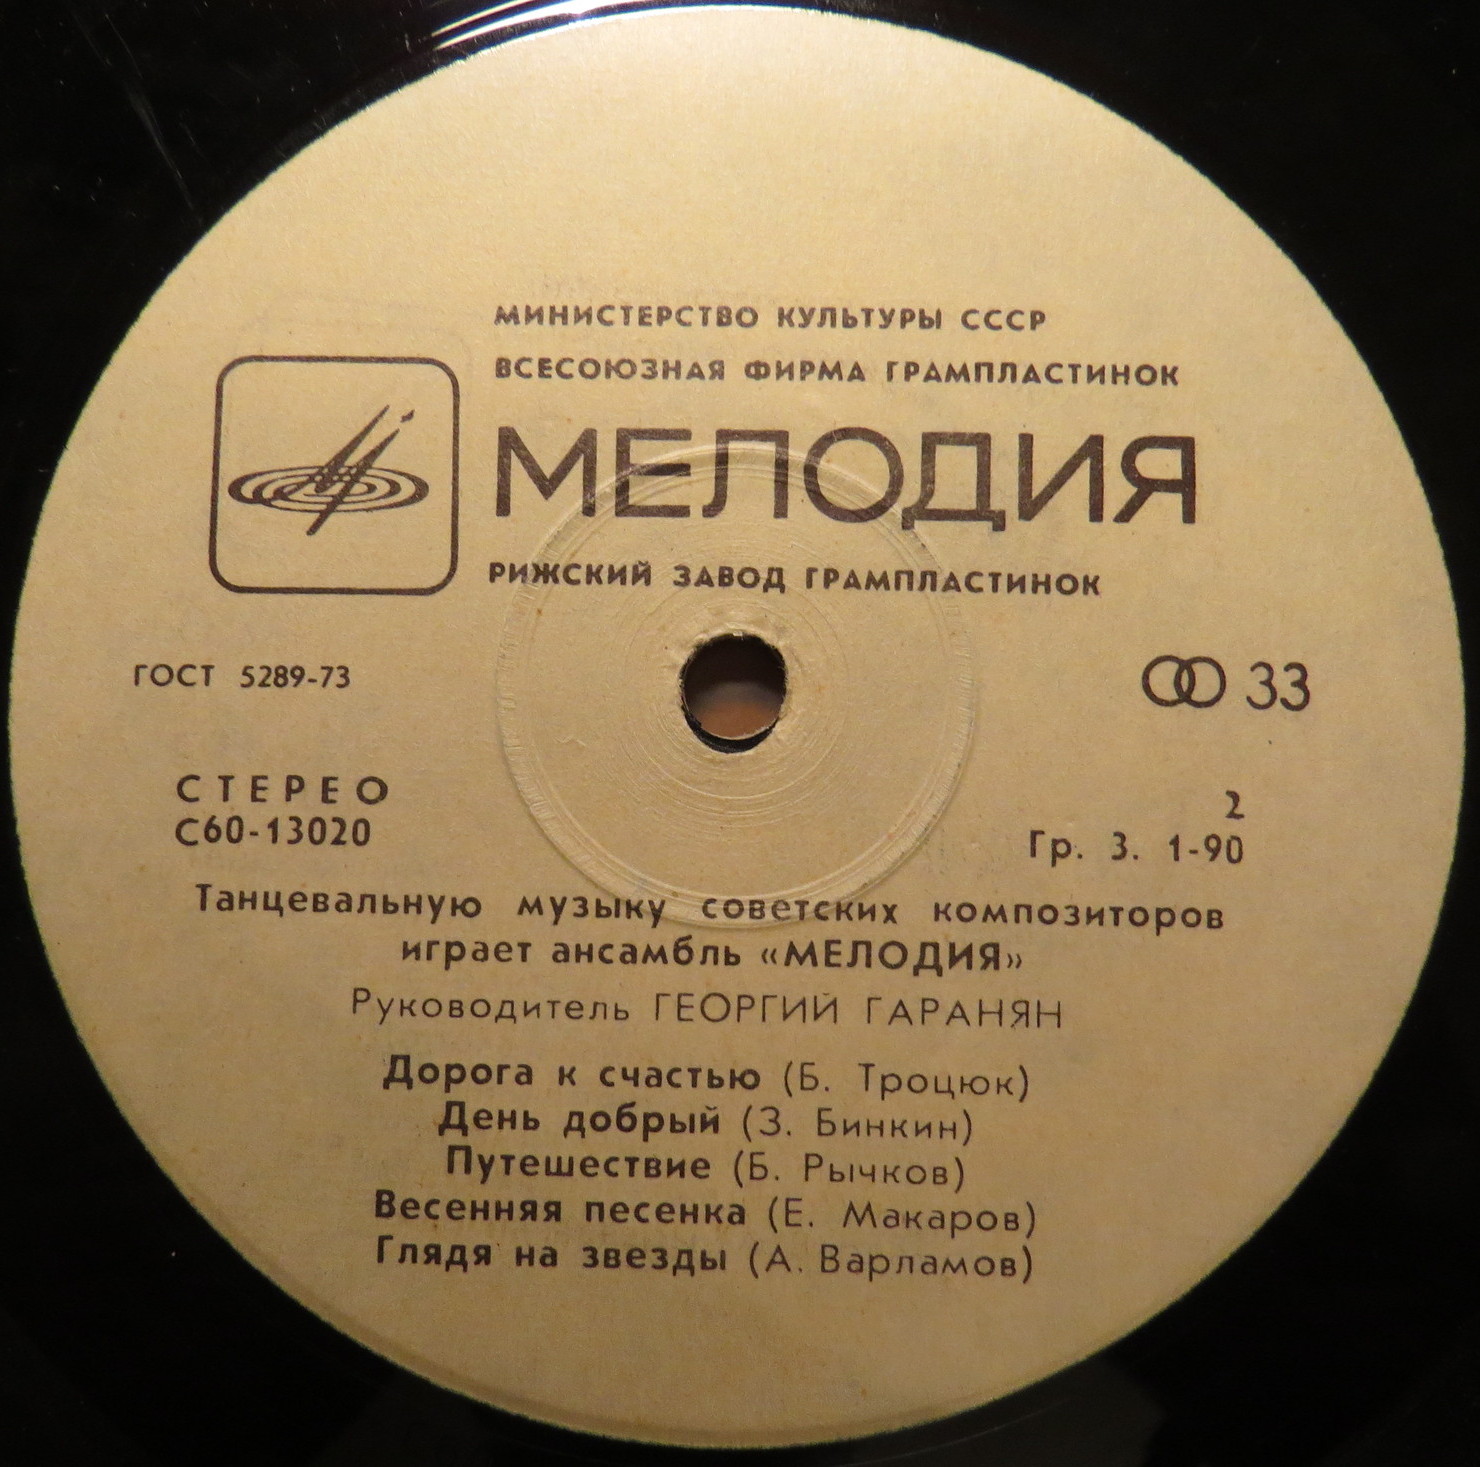 МИНИСТЕРСТВО КУЛЬТУРЫ СССР
ВСЕСОЮЗНАЯ ФИРМА ГРАМПЛАСТИНОК
МЕЛОДИЯ
РИЖСКИЙ ЗАВОД ГРАМПЛАСТИНОК
ГОСТ 5289-73
33
СТЕРЕО
С60-13020
2
Гр. 3. 1-90
Танцевальную музыку советских композиторов
играет ансамбль «МЕЛОДИЯ»
Руководитель ГЕОРГИЙ ГАРАНЯН
Дорога к счастью (Б. Троцюк)
День добрый (З. Бинкин)
Путешествие (Б. Рычков)
Весенняя песенка (Е. Макаров)
Глядя на звезды (А. Варламов)